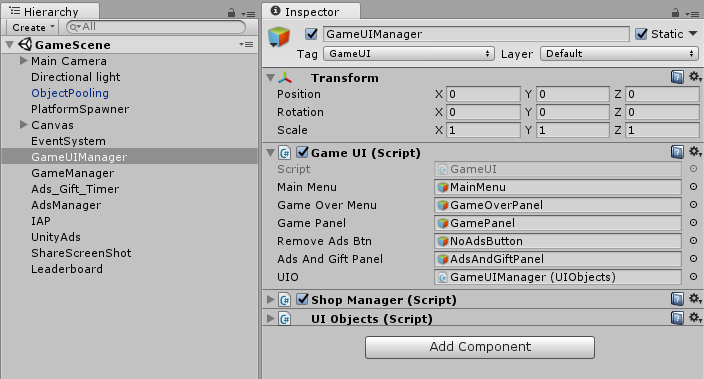 Hierarchy
Create
All
GameScene
Main Camera
Directional light
ObjectPooling
PlatformSpawner
Canvas
EventSystem
GameUIManager
GameManager
Ads_Gift_Timer
AdsManager
IAP
UnityAds
ShareScreenShot
Leaderboard
Inspector
GameUIManager Static
Tag GameUI Layer Default
Transform
Position X 0 Y 0 Z 0
Rotation X 0 Y 0 Z 0
Scale X 1 Y 1 Z 1
Game UI (Script)
Script GameUI
Main Menu MainMenu
Game Over Menu GameOverPanel
Game Panel GamePanel
Remove Ads Btn NoAdsButton
Ads And Gift Panel AdsAndGiftPanel
UIO GameUIManager (UIObjects)
Shop Manager (Script)
UI Objects (Script)
Add Component